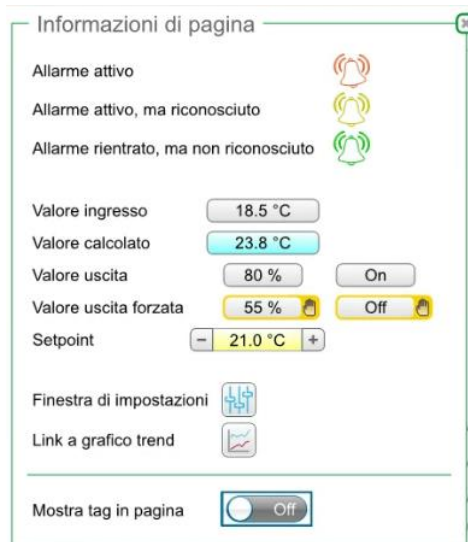 Informazioni di pagina
Allarme attivo
Allarme attivo, ma riconosciuto
Allarme rientrato, ma non riconosciuto
Valore ingresso 18.5 °C
Valore calcolato 23.8 °C
Valore uscita 80 % On
Valore uscita forzata 55 % Off
Setpoint − 21.0 °C +
Finestra di impostazioni
Link a grafico trend
Mostra tag in pagina Off